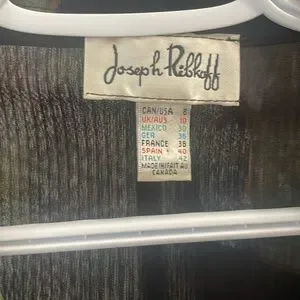 Joseph Ribkoff
CAN/USA 8
UK/AUS 10
MEXICO 30
GER 36
FRANCE 38
SPAIN 40
ITALY 42
MADE IN/FAIT AU
CANADA